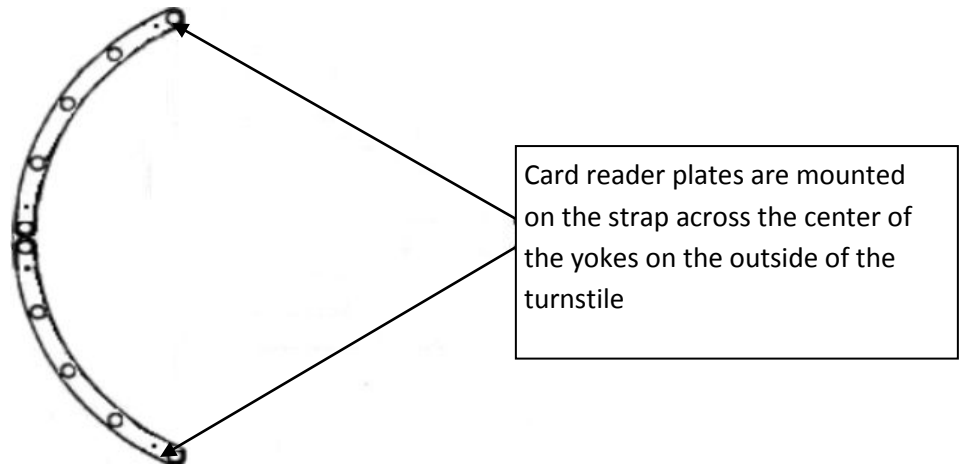 Card reader plates are mounted
on the strap across the center of
the yokes on the outside of the
turnstile